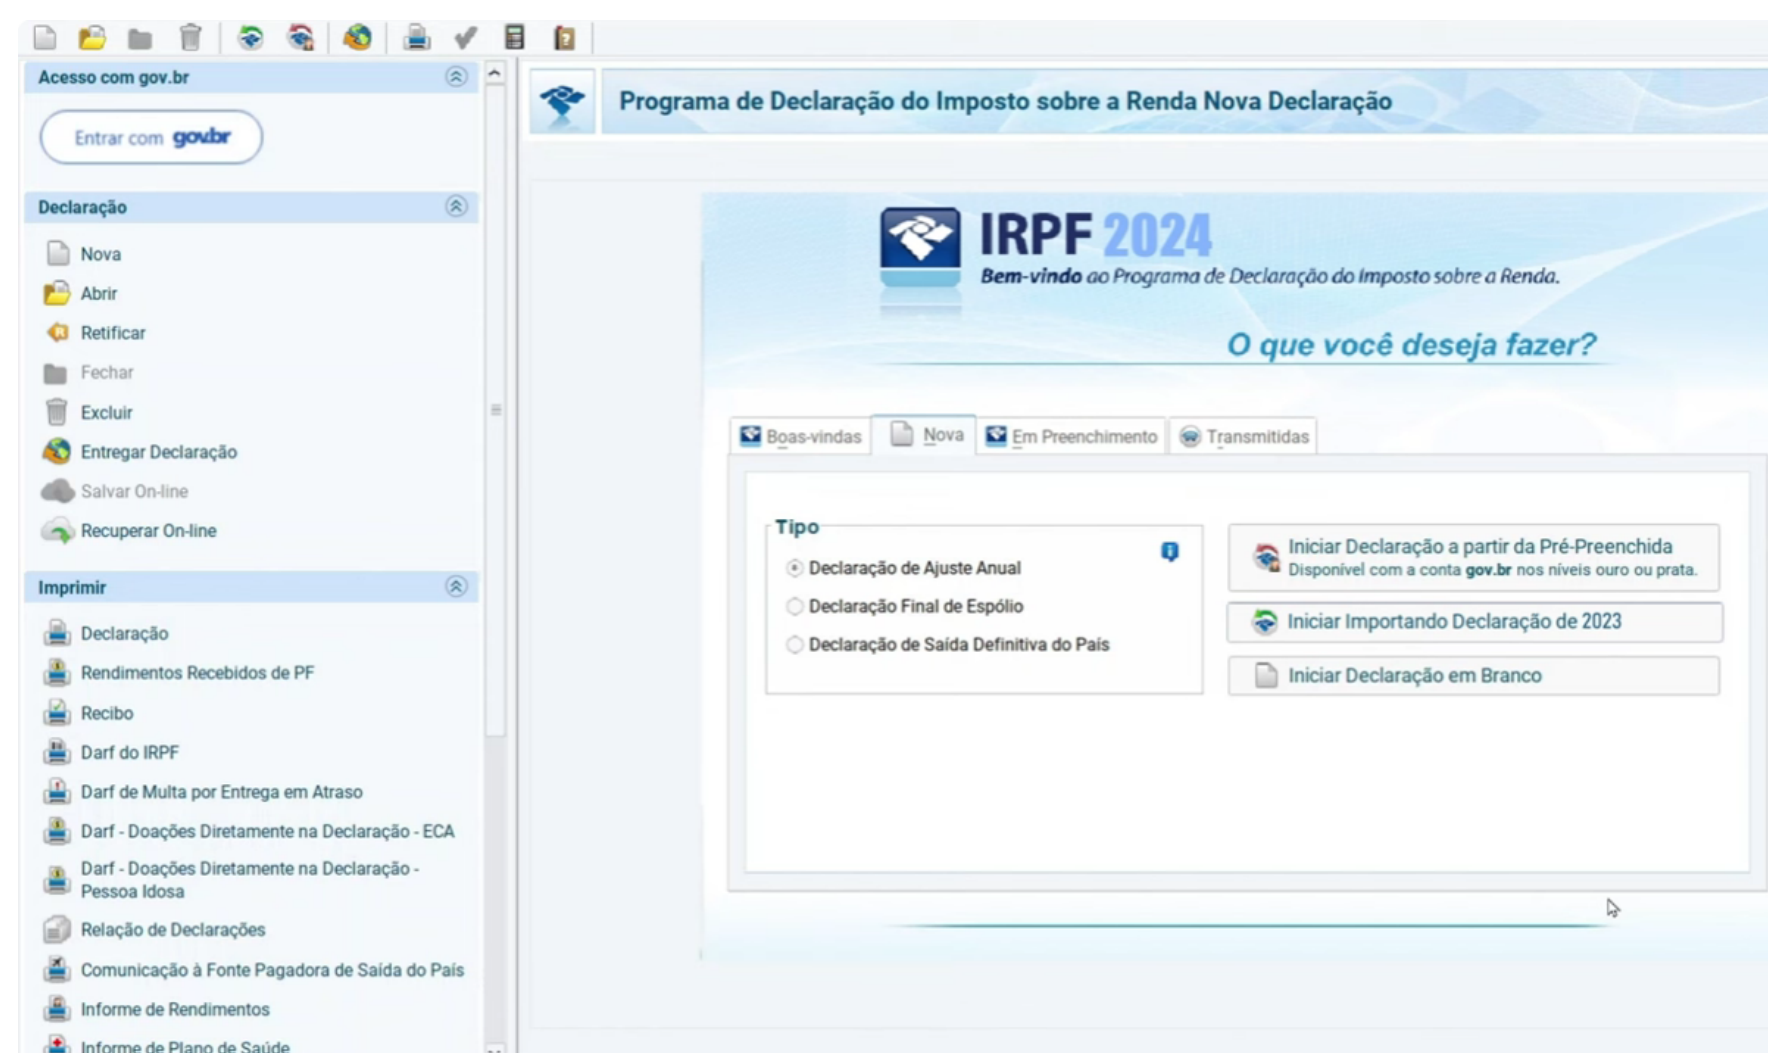 Acesso com gov.br
Entrar com gov.br
Declaração
Nova
Abrir
Retificar
Fechar
Excluir
Entregar Declaração
Salvar On-line
Recuperar On-line
Imprimir
Declaração
Rendimentos Recebidos de PF
Recibo
Darf do IRPF
Darf de Multa por Entrega em Atraso
Darf - Doações Diretamente na Declaração - ECA
Darf - Doações Diretamente na Declaração -
Pessoa Idosa
Relação de Declarações
Comunicação à Fonte Pagadora de Saída do País
Informe de Rendimentos
Informe de Plano de Saúde
Programa de Declaração do Imposto sobre a Renda Nova Declaração
IRPF 2024
Bem-vindo ao Programa de Declaração do Imposto sobre a Renda.
O que você deseja fazer?
Boas-vindas Nova Em Preenchimento Transmitidas
Tipo
Declaração de Ajuste Anual
Declaração Final de Espólio
Declaração de Saída Definitiva do País
Iniciar Declaração a partir da Pré-Preenchida
Disponível com a conta gov.br nos níveis ouro ou prata.
Iniciar Importando Declaração de 2023
Iniciar Declaração em Branco